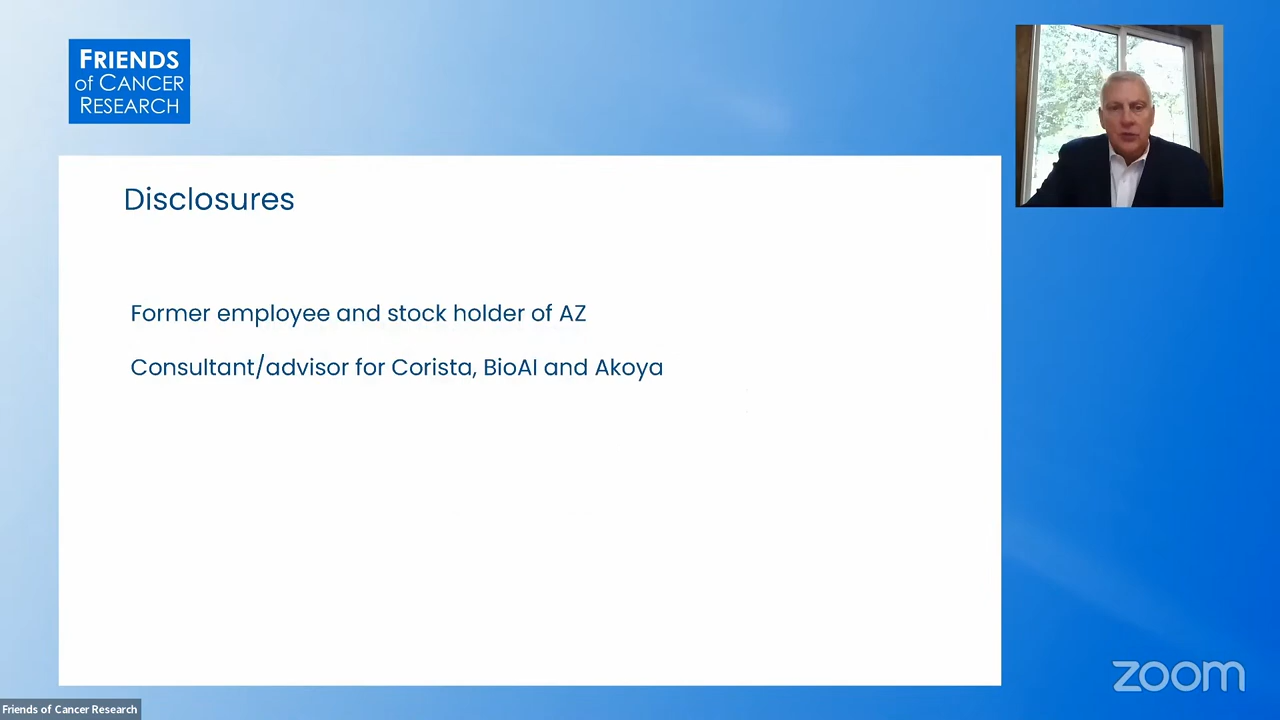 FRIENDS
of CANCER
RESEARCH
Disclosures
Former employee and stock holder of AZ
Consultant/advisor for Corista, BioAI and Akoya
zoom
Friends of Cancer Research